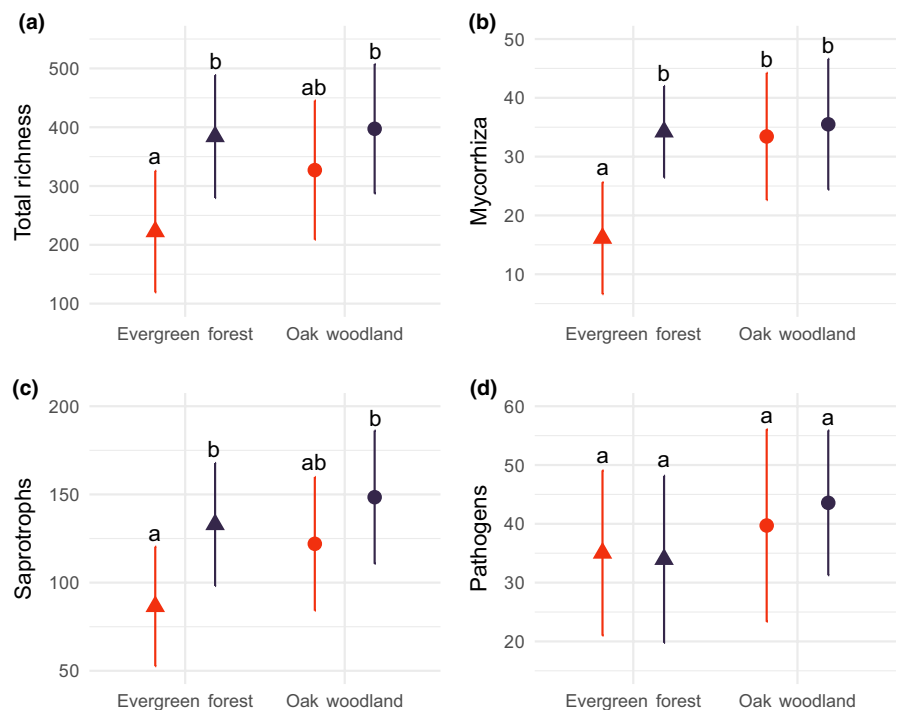 (a)
Total richness
500
400
300
200
100
a
b
ab
b
Evergreen forest
Oak woodland
(b)
Mycorrhiza
50
40
30
20
10
a
b
b
b
Evergreen forest
Oak woodland
(c)
Saprotrophs
200
150
100
50
a
b
ab
b
Evergreen forest
Oak woodland
(d)
Pathogens
60
50
40
30
20
a
a
a
a
Evergreen forest
Oak woodland